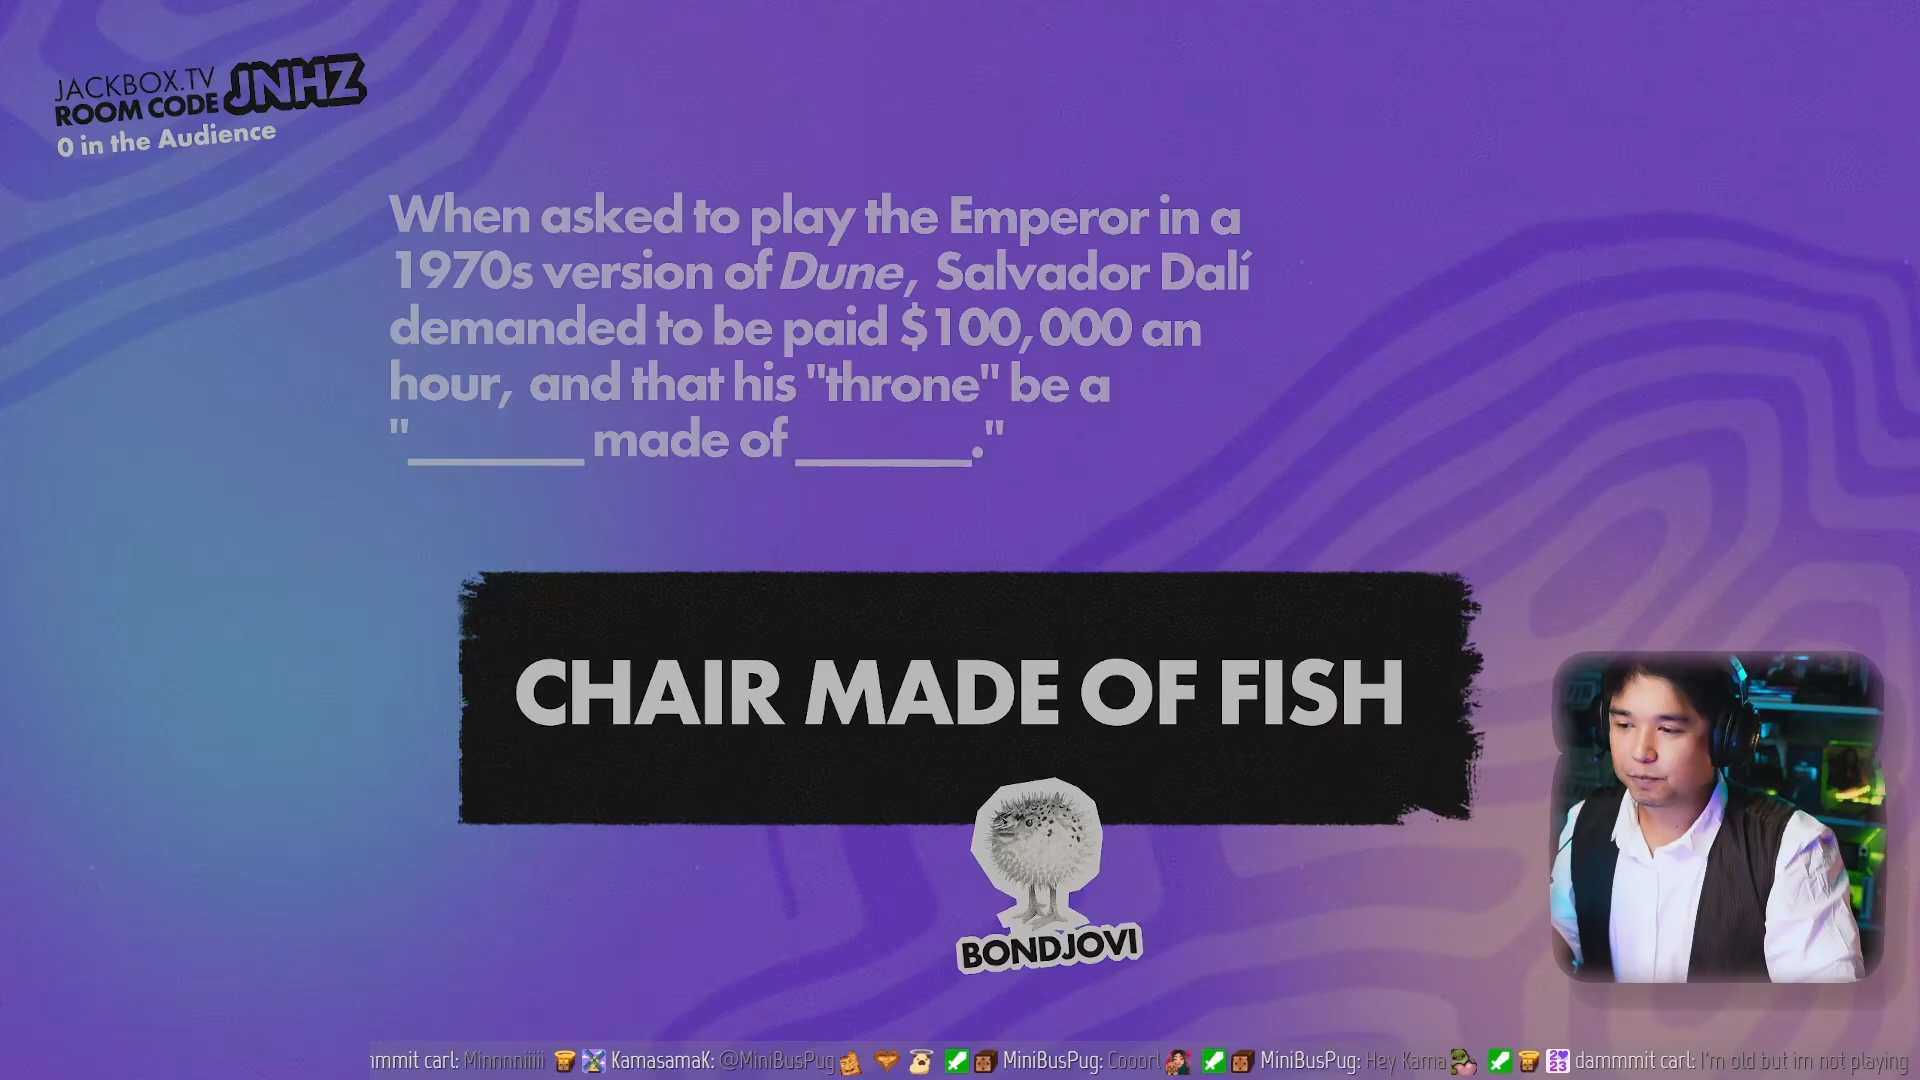 JACKBOX.TV
ROOM CODE JNHZ
0 in the Audience
When asked to play the Emperor in a
1970s version of Dune, Salvador Dalí
demanded to be paid $100,000 an
hour, and that his "throne" be a
"_______ made of _______."
CHAIR MADE OF FISH
BONDJOVI
mmit carl: Minnnniiiii KamasamaK: @MiniBusPug MiniBusPug: Cooorl MiniBusPug: Hey Kama 2023 dammmit carl: I'm old but im not playing